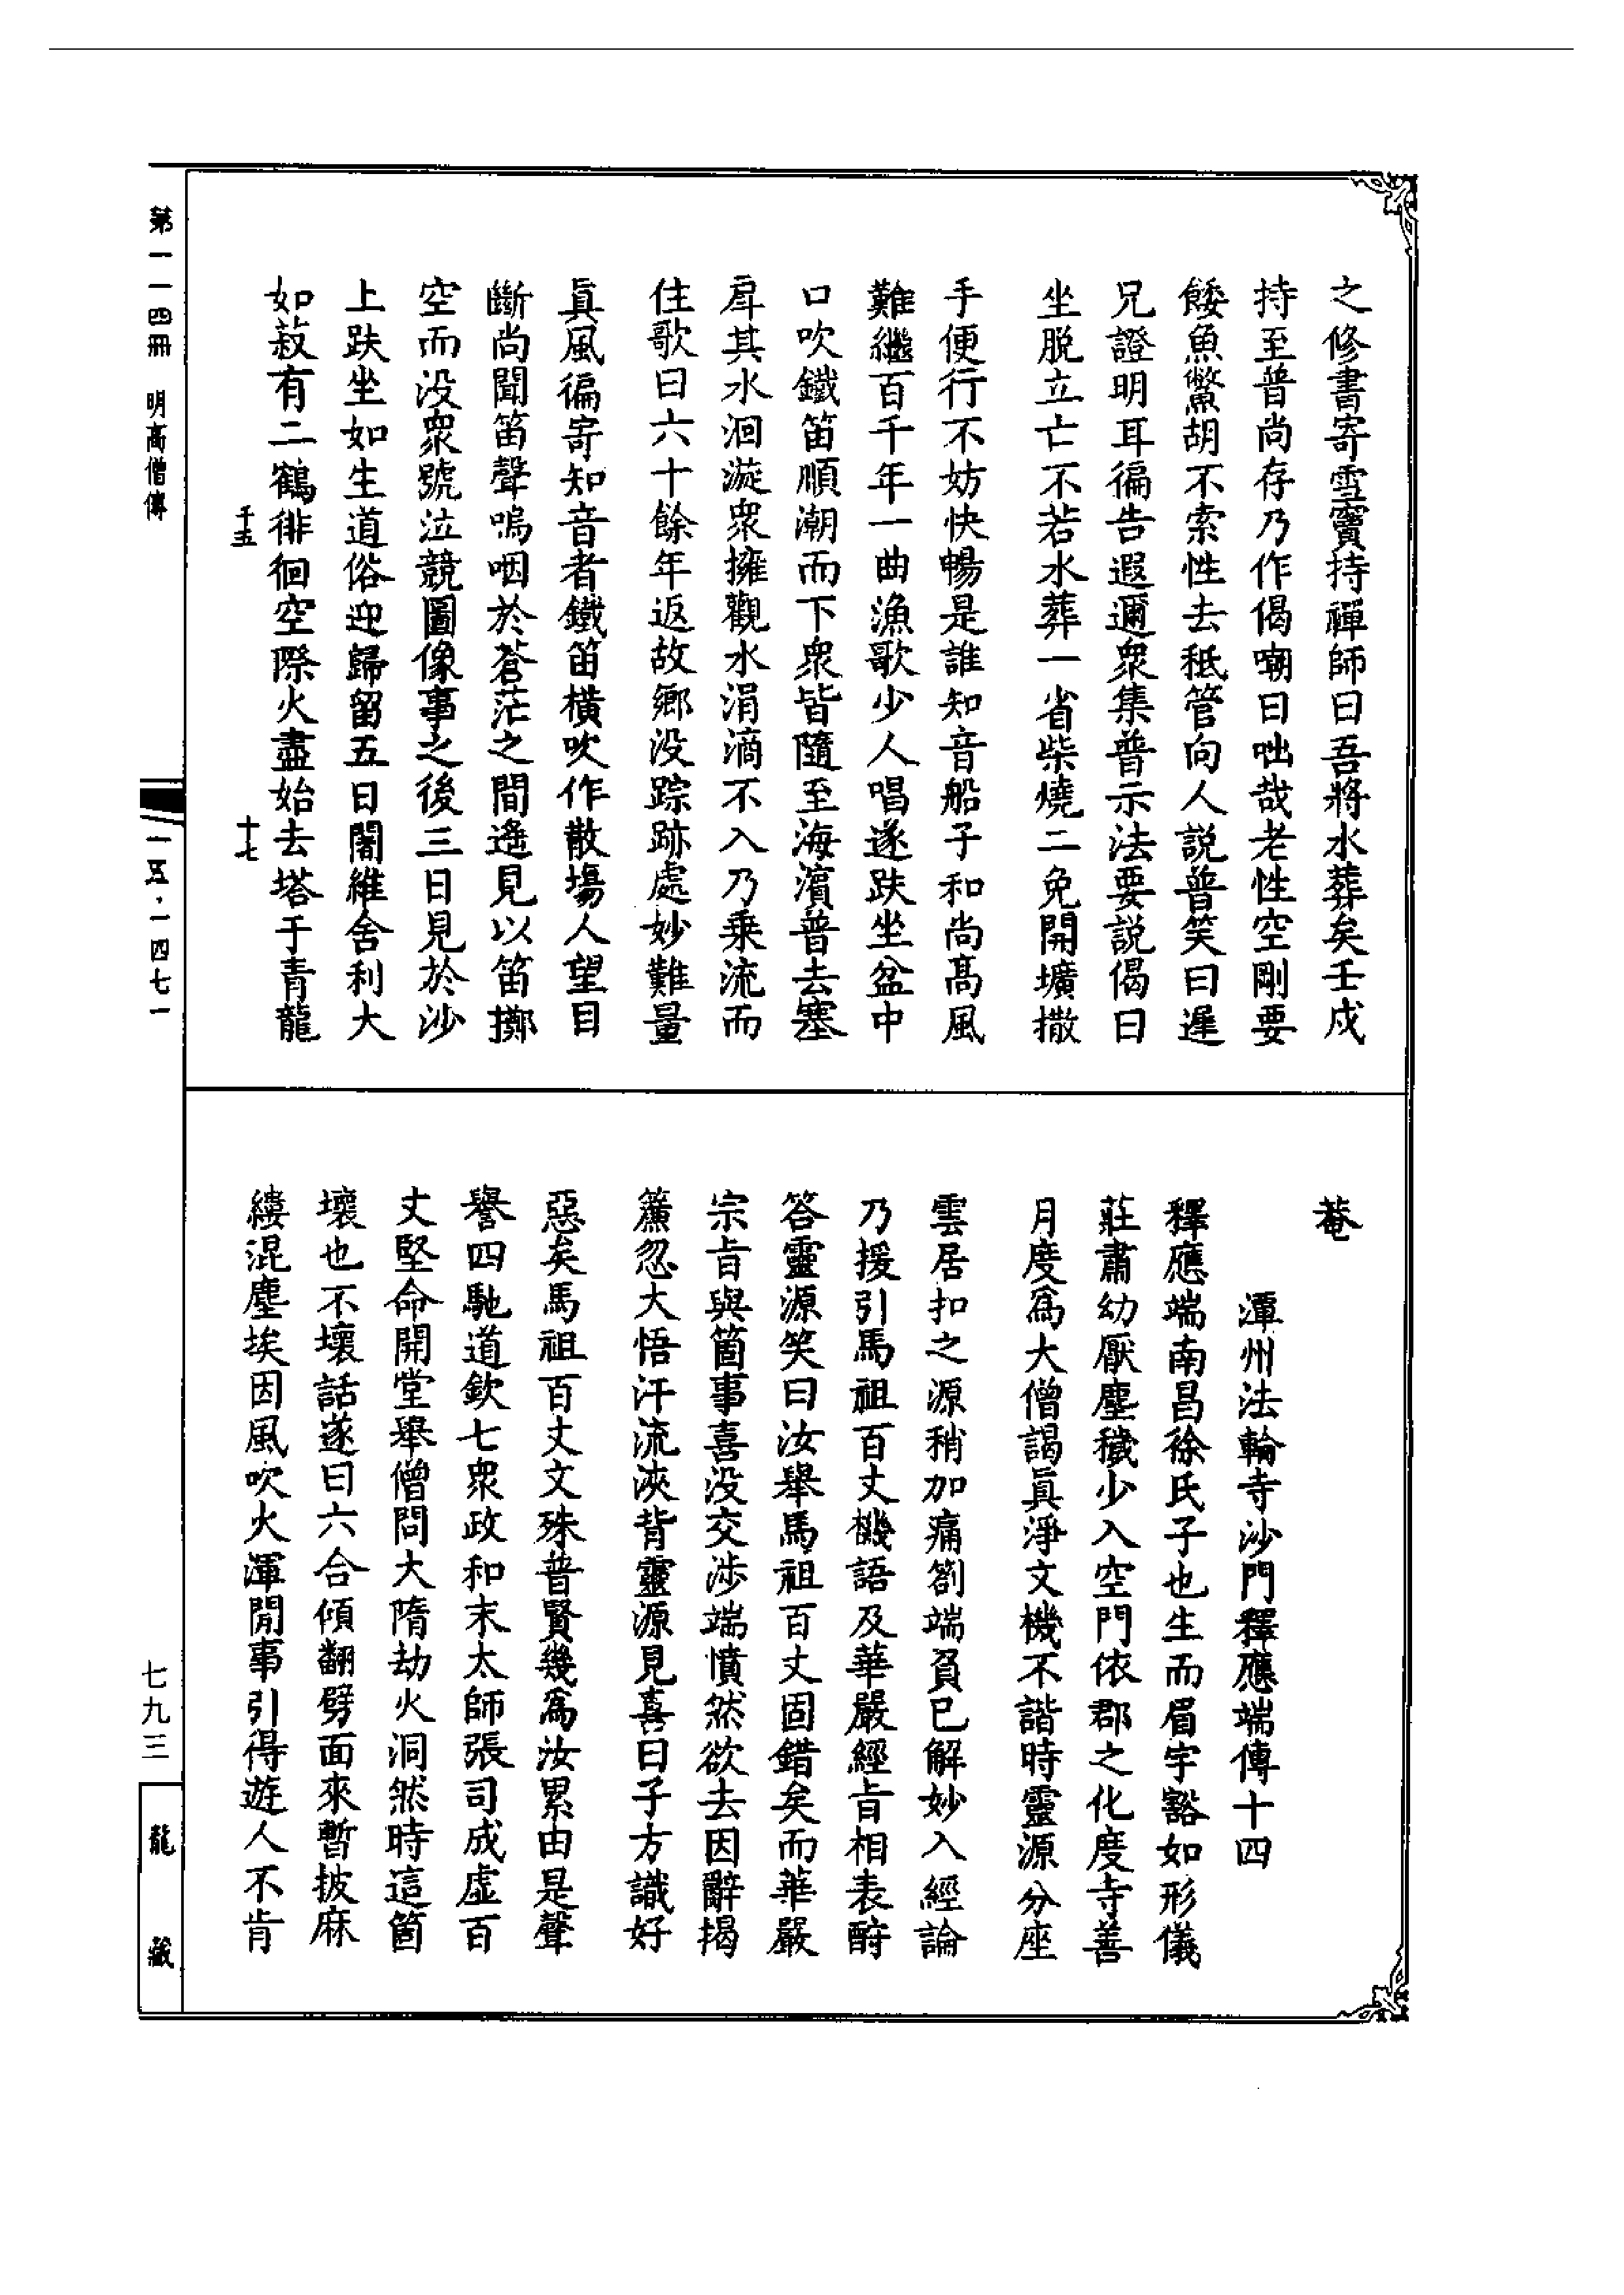 之修書寄雪竇持禪師曰吾將水葬矣壬戌
持至普尚存乃作偈嘲曰咄哉老性空剛要
餧魚鱉胡不索性去秖管向人說普笑曰遲
兄證明耳徧告遐邇衆集普示法要說偈曰
坐脫立亡不若水葬一省柴燒二免開壙撒
手便行不妨快暢是誰知音船子和尚高風
難繼百千年一曲漁歌少人唱遂趺坐盆中
口吹鐵笛順潮而下衆皆隨至海濱普去塞
戽其水洄漩衆擁觀水涓滴不入乃乗流而
住歌曰六十餘年返故鄉没踪跡處妙難量
眞風徧寄知音者鐵笛橫吹作散塲人望目
斷尚聞笛聲嗚咽於蒼茫之間遙見以笛擲
空而没衆號泣競圖像事之後三日見於沙
上趺坐如生道俗迎歸留五日闍維舍利大
如菽有二鶴徘徊空際火盡始去塔于青龍
千五
十七
菴
潭州法輪寺沙門釋應端傳十四
釋應端南昌徐氏子也生而眉宇豁如形儀
莊肅幼厭塵穢少入空門依郡之化度寺善
月度爲大僧謁眞淨文機不諧時靈源分座
雲居扣之源稍加痛劄端負已解妙入經論
乃援引馬祖百丈機語及華嚴經旨相表酧
答靈源笑曰汝舉馬祖百丈固錯矣而華嚴
宗旨與箇事喜没交涉端憤然欲去因辭揭
簾忽大悟汗流浹背靈源見喜曰子方識好
惡矣馬祖百丈文殊普賢幾爲汝累由是聲
譽四馳道欽七衆政和末太師張司成虛百
丈堅命開堂舉僧問大隋劫火洞然時這箇
壞也不壞話遂曰六合傾翻劈面來暫披麻
縷混塵埃因風吹火渾閒事引得遊人不肯
第一一四冊 明高僧傳
一五·一四七一
七九三
龍藏